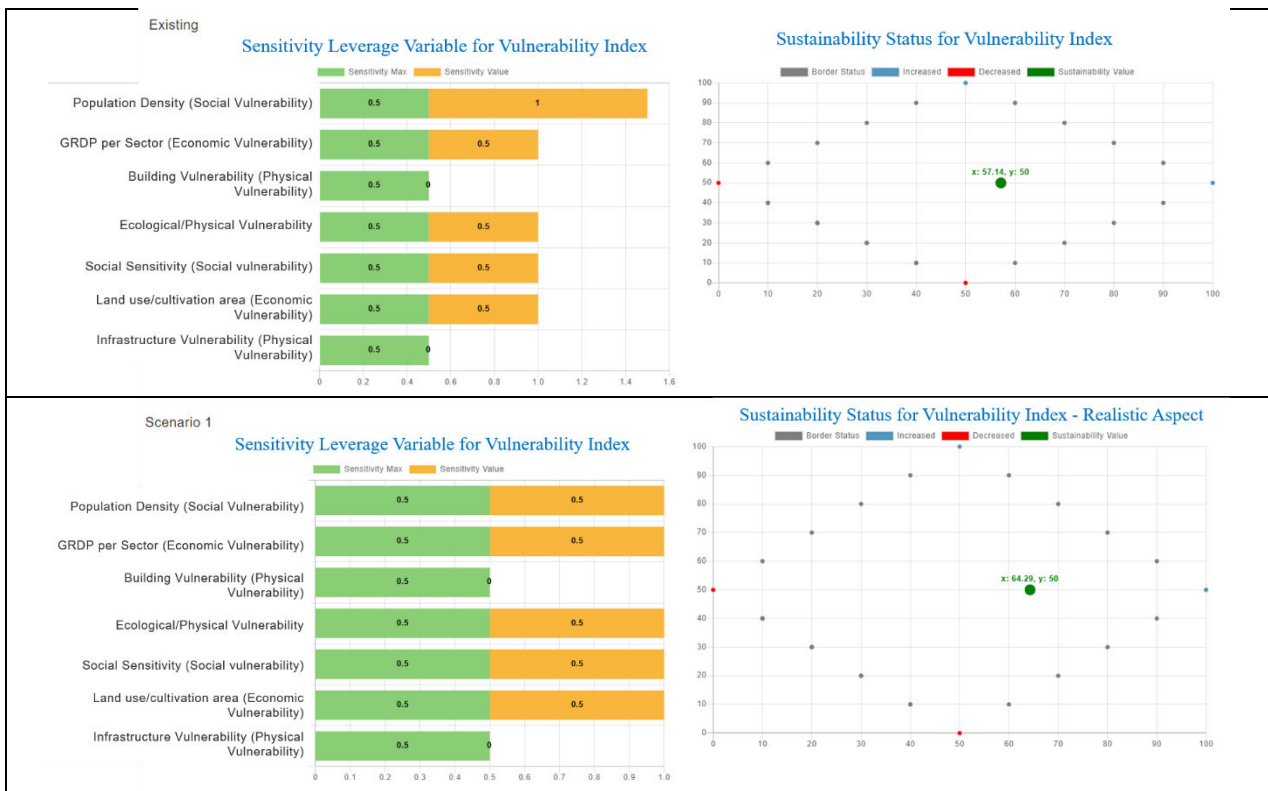 Existing
Sensitivity Leverage Variable for Vulnerability Index
Sensitivity Max Sensitivity Value
Population Density (Social Vulnerability) 0.5 1
GRDP per Sector (Economic Vulnerability) 0.5 0.5
Building Vulnerability (Physical
Vulnerability) 0.5 0
Ecological/Physical Vulnerability 0.5 0.5
Social Sensitivity (Social vulnerability) 0.5 0.5
Land use/cultivation area (Economic
Vulnerability) 0.5 0.5
Infrastructure Vulnerability (Physical
Vulnerability) 0.5 0
0 0.2 0.4 0.6 0.8 1.0 1.2 1.4 1.6
Sustainability Status for Vulnerability Index
Border Status Increased Decreased Sustainability Value
100
90
80
70
60
x: 57.14, y: 50
50
40
30
20
10
0
0 10 20 30 40 50 60 70 80 90 100
Scenario 1
Sensitivity Leverage Variable for Vulnerability Index
Sensitivity Max Sensitivity Value
Population Density (Social Vulnerability) 0.5 0.5
GRDP per Sector (Economic Vulnerability) 0.5 0.5
Building Vulnerability (Physical
Vulnerability) 0.5 0
Ecological/Physical Vulnerability 0.5 0.5
Social Sensitivity (Social vulnerability) 0.5 0.5
Land use/cultivation area (Economic
Vulnerability) 0.5 0.5
Infrastructure Vulnerability (Physical
Vulnerability) 0.5 0
0 0.1 0.2 0.3 0.4 0.5 0.6 0.7 0.8 0.9 1.0
Sustainability Status for Vulnerability Index - Realistic Aspect
Border Status Increased Decreased Sustainability Value
100
90
80
70
60
x: 64.29, y: 50
50
40
30
20
10
0
0 10 20 30 40 50 60 70 80 90 100